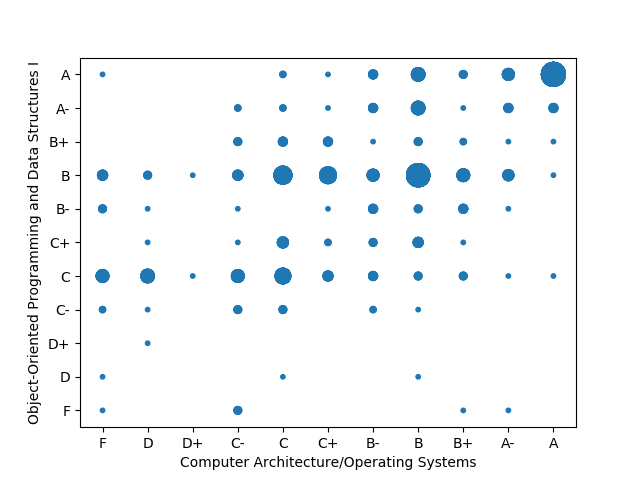 Object-Oriented Programming and Data Structures I
A
A-
B+
B
B-
C+
C
C-
D+
D
F
F D D+ C- C C+ B- B B+ A- A
Computer Architecture/Operating Systems